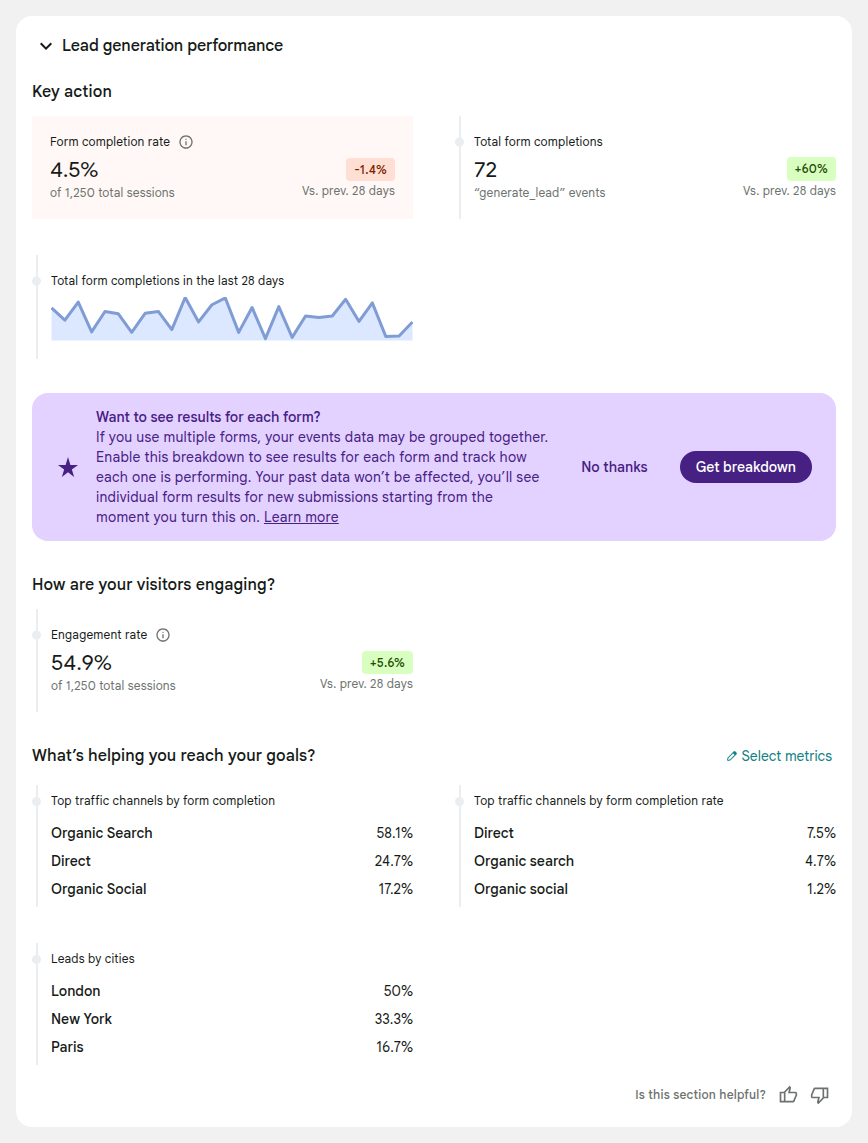 Lead generation performance
Key action
Form completion rate
4.5%
-1.4%
of 1,250 total sessions
Vs. prev. 28 days
Total form completions
72
+60%
“generate_lead” events
Vs. prev. 28 days
Total form completions in the last 28 days
Want to see results for each form?
If you use multiple forms, your events data may be grouped together.
Enable this breakdown to see results for each form and track how
each one is performing. Your past data won’t be affected, you’ll see
individual form results for new submissions starting from the
moment you turn this on. Learn more
No thanks
Get breakdown
How are your visitors engaging?
Engagement rate
54.9%
+5.6%
of 1,250 total sessions
Vs. prev. 28 days
What’s helping you reach your goals?
Select metrics
Top traffic channels by form completion
Organic Search 58.1%
Direct 24.7%
Organic Social 17.2%
Top traffic channels by form completion rate
Direct 7.5%
Organic search 4.7%
Organic social 1.2%
Leads by cities
London 50%
New York 33.3%
Paris 16.7%
Is this section helpful?